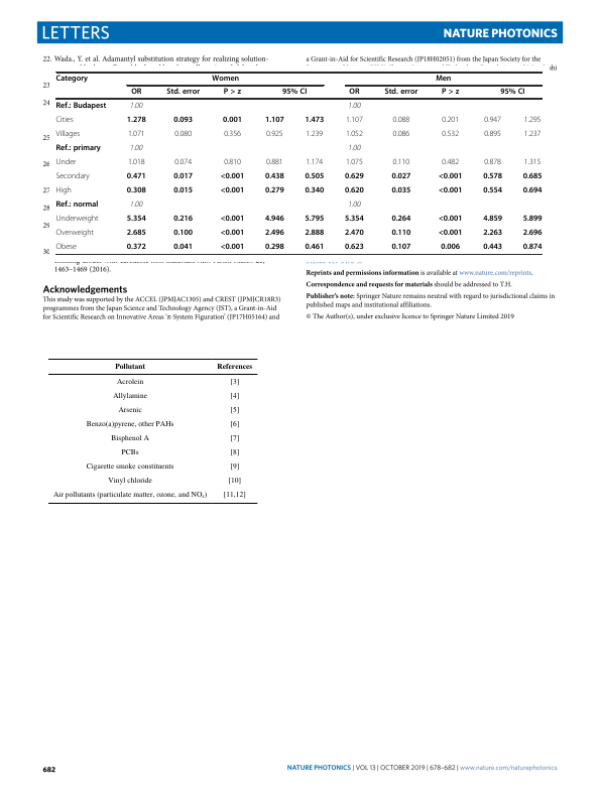 LETTERS NATURE PHOTONICS
22. Wada., Y. et al. Adamantyl substitution strategy for realizing solution-
a Grant-in-Aid for Scientific Research (JP18H02051) from the Japan Society for the
Category Women Men
23
OR Std. error P > z 95% CI OR Std. error P > z 95% CI
24 Ref.: Budapest 1.00 1.00
Cities 1.278 0.093 0.001 1.107 1.473 1.107 0.088 0.201 0.947 1.295
Villages 1.071 0.080 0.356 0.925 1.239 1.052 0.086 0.532 0.895 1.237
25
Ref.: primary 1.00 1.00
26 Under 1.018 0.074 0.810 0.881 1.174 1.075 0.110 0.482 0.878 1.315
Secondary 0.471 0.017 <0.001 0.438 0.505 0.629 0.027 <0.001 0.578 0.685
27 High 0.308 0.015 <0.001 0.279 0.340 0.620 0.035 <0.001 0.554 0.694
28 Ref.: normal 1.00 1.00
Underweight 5.354 0.216 <0.001 4.946 5.795 5.354 0.264 <0.001 4.859 5.899
29
Overweight 2.685 0.100 <0.001 2.496 2.888 2.470 0.110 <0.001 2.263 2.696
30 Obese 0.372 0.041 <0.001 0.298 0.461 0.623 0.107 0.006 0.443 0.874
1463–1469 (2016).
Acknowledgements
This study was supported by the ACCEL (JPMJAC1305) and CREST (JPMJCR18R3)
programmes from the Japan Science and Technology Agency (JST), a Grant-in-Aid
for Scientific Research on Innovative Areas 'π-System Figuration' (JP17H05164) and
Reprints and permissions information is available at www.nature.com/reprints.
Correspondence and requests for materials should be addressed to T.H.
Publisher's note: Springer Nature remains neutral with regard to jurisdictional claims in
published maps and institutional affiliations.
© The Author(s), under exclusive licence to Springer Nature Limited 2019
Pollutant References
Acrolein [3]
Allylamine [4]
Arsenic [5]
Benzo(a)pyrene, other PAHs [6]
Bisphenol A [7]
PCBs [8]
Cigarette smoke constituents [9]
Vinyl chloride [10]
Air pollutants (particulate matter, ozone, and NO₂) [11,12]
682 NATURE PHOTONICS | VOL 13 | OCTOBER 2019 | 678–682 | www.nature.com/naturephotonics